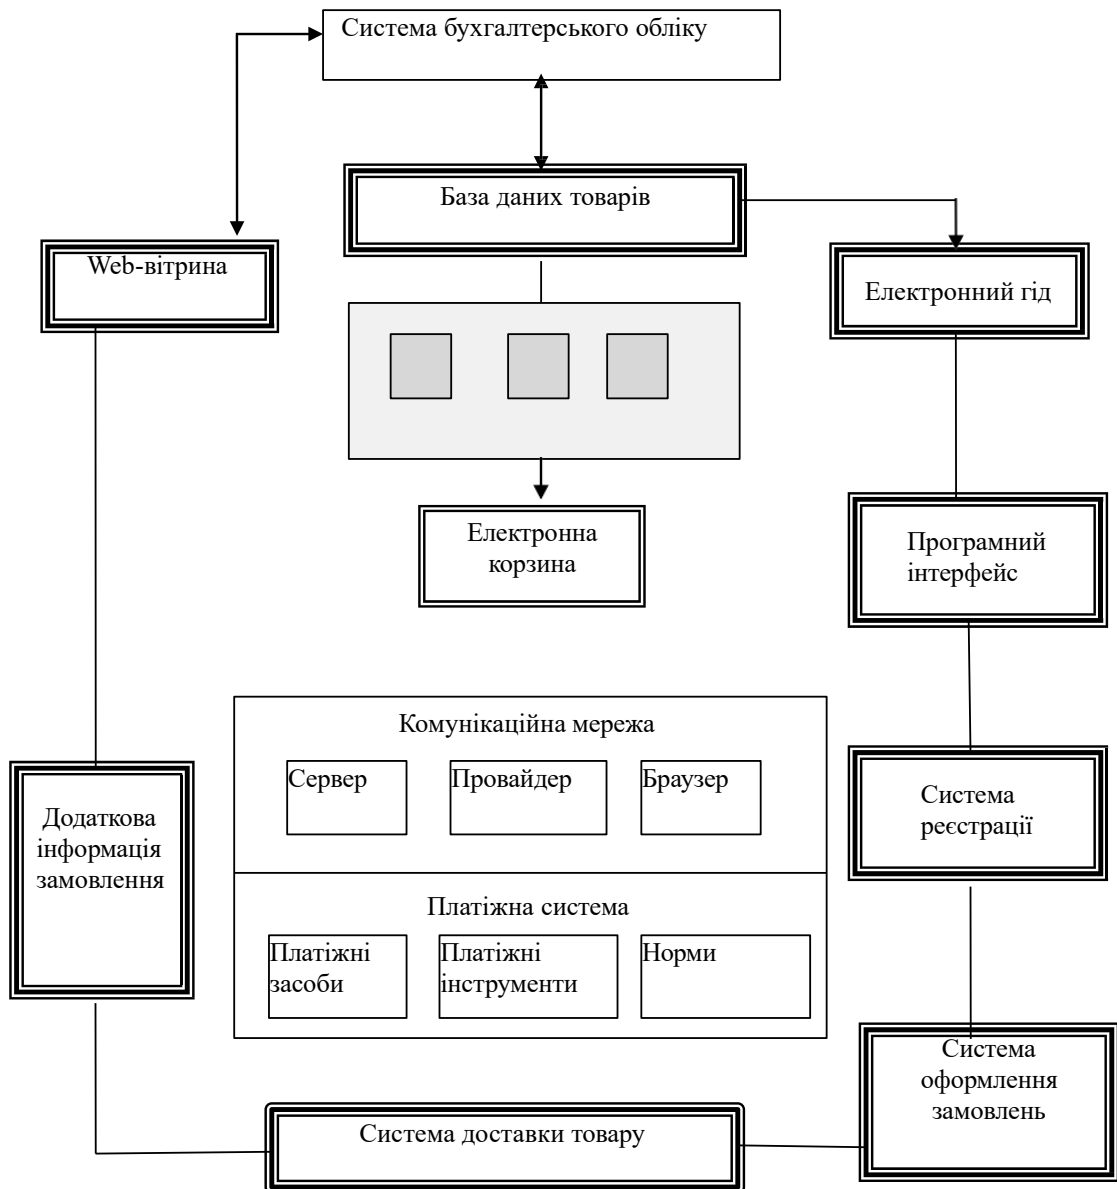 Система бухгалтерського обліку
База даних товарів
Web-вітрина
Електронний гід
Електронна
корзина
Програмний
інтерфейс
Комунікаційна мережа
Сервер
Провайдер
Браузер
Система
реєстрації
Додаткова
інформація
замовлення
Платіжна система
Платіжні
засоби
Платіжні
інструменти
Норми
Система
оформлення
замовлень
Система доставки товару